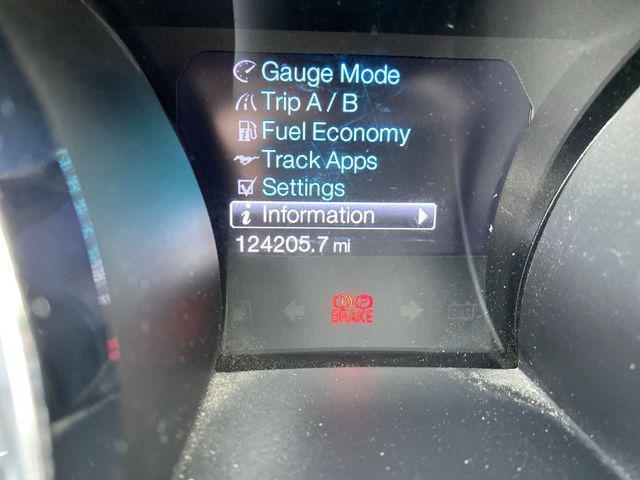 Gauge Mode
Trip A / B
Fuel Economy
Track Apps
Settings
i Information
124205.7 mi
BRAKE